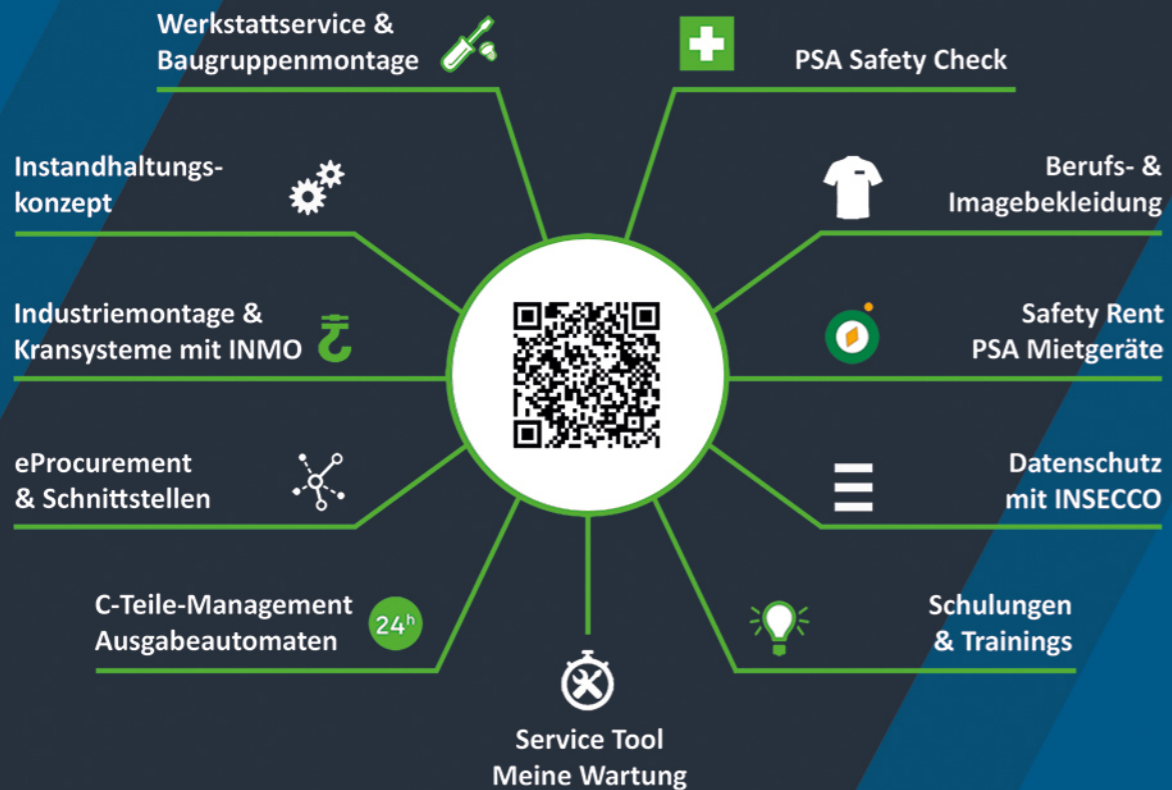 Werkstattservice &
Baugruppenmontage
PSA Safety Check
Instandhaltungs-
konzept
Berufs- &
Imagebekleidung
Industriemontage &
Kransysteme mit INMO
Safety Rent
PSA Mietgeräte
eProcurement
& Schnittstellen
Datenschutz
mit INSECCO
C-Teile-Management
Ausgabeautomaten
24h
Schulungen
& Trainings
Service Tool
Meine Wartung